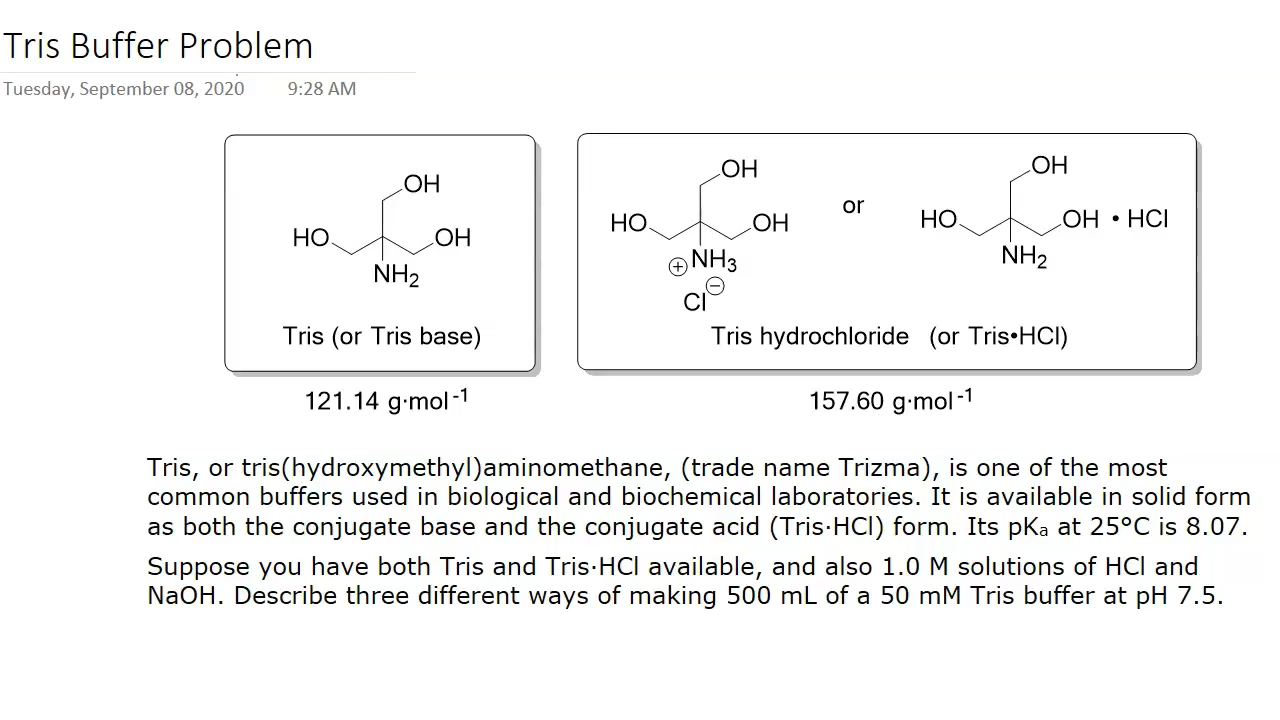 Tris Buffer Problem
Tuesday, September 08, 2020 9:28 AM
OH
HO
OH
NH₂
Tris (or Tris base)
OH
HO
OH
⊕NH₃
Cl⊖
or
OH
HO
OH • HCl
NH₂
Tris hydrochloride (or Tris•HCl)
121.14 g·mol⁻¹
157.60 g·mol⁻¹
Tris, or tris(hydroxymethyl)aminomethane, (trade name Trizma), is one of the most
common buffers used in biological and biochemical laboratories. It is available in solid form
as both the conjugate base and the conjugate acid (Tris·HCl) form. Its pKₐ at 25°C is 8.07.
Suppose you have both Tris and Tris·HCl available, and also 1.0 M solutions of HCl and
NaOH. Describe three different ways of making 500 mL of a 50 mM Tris buffer at pH 7.5.